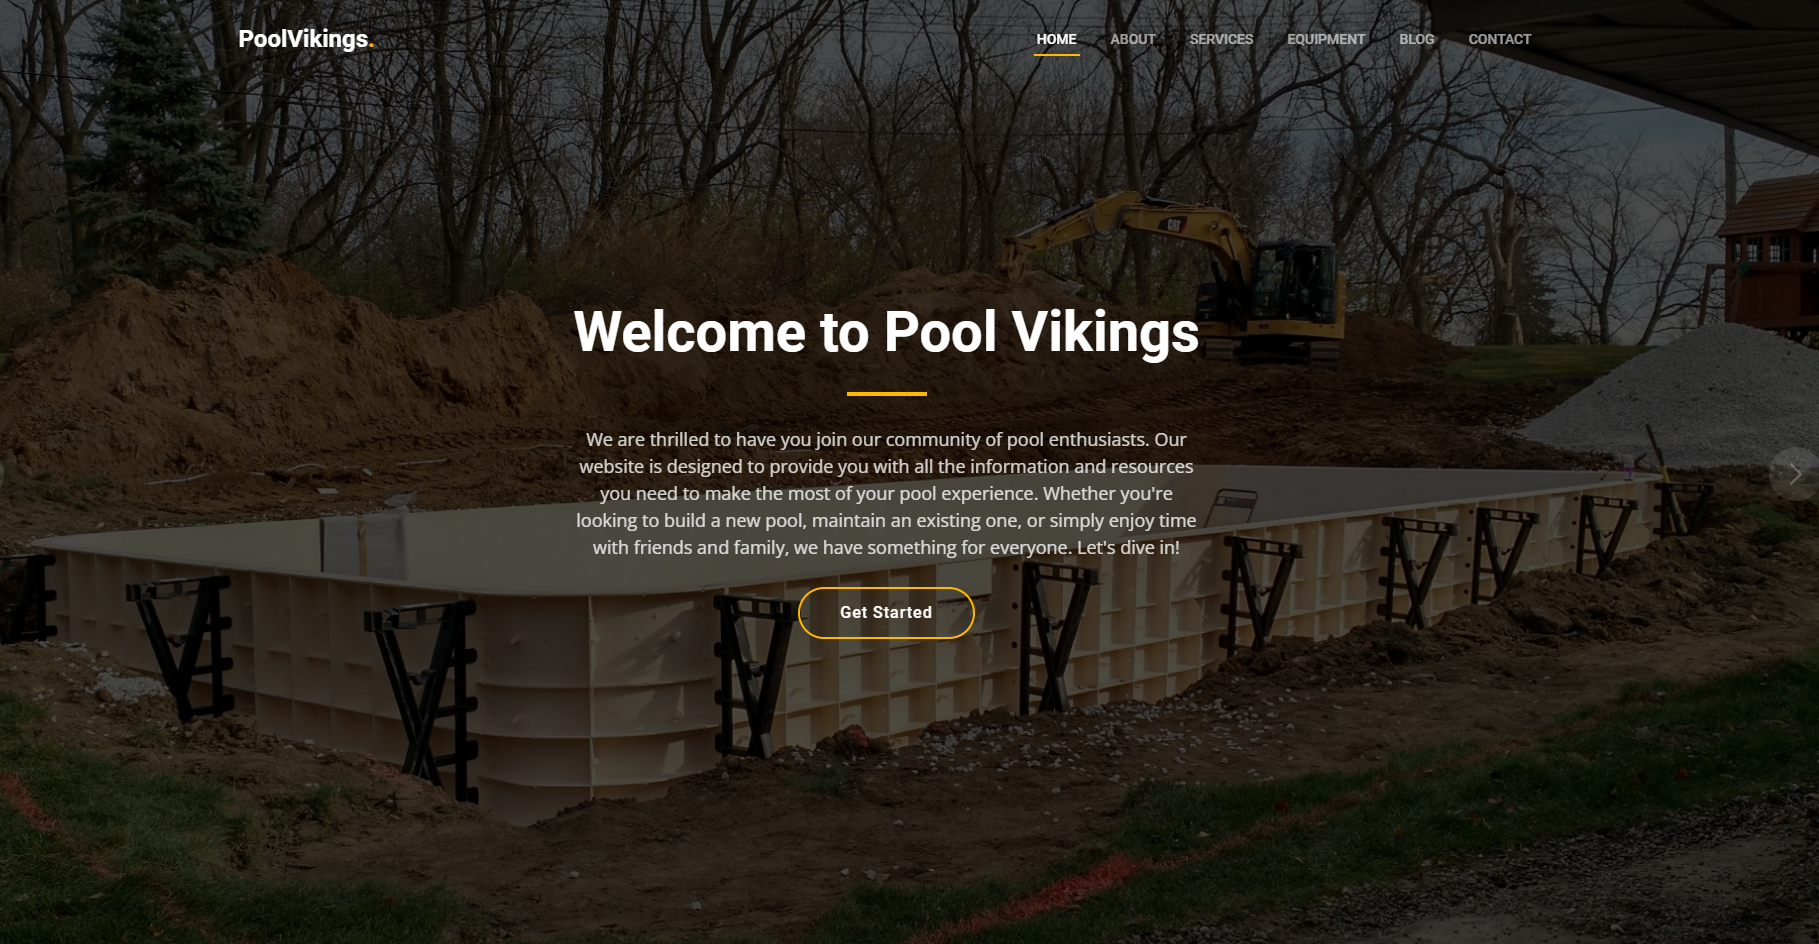 PoolVikings.
HOME ABOUT SERVICES EQUIPMENT BLOG CONTACT
CAT
Welcome to Pool Vikings
We are thrilled to have you join our community of pool enthusiasts. Our
website is designed to provide you with all the information and resources
you need to make the most of your pool experience. Whether you're
looking to build a new pool, maintain an existing one, or simply enjoy time
with friends and family, we have something for everyone. Let's dive in!
Get Started